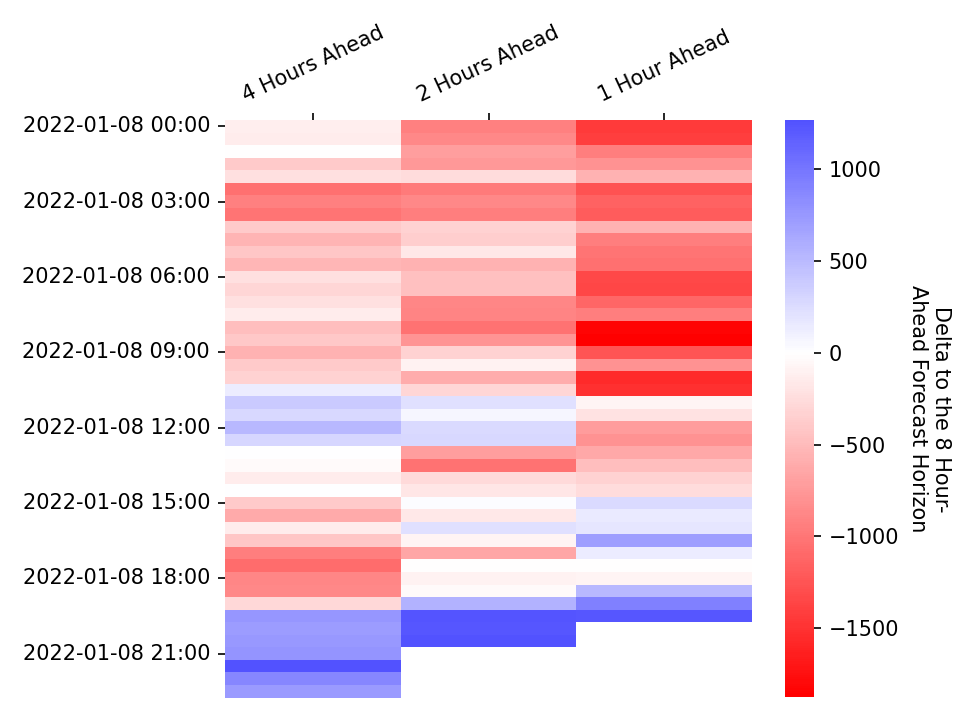 4 Hours Ahead
2 Hours Ahead
1 Hour Ahead
2022-01-08 00:00
2022-01-08 03:00
2022-01-08 06:00
2022-01-08 09:00
2022-01-08 12:00
2022-01-08 15:00
2022-01-08 18:00
2022-01-08 21:00
1000
500
0
−500
−1000
−1500
Delta to the 8 Hour-
Ahead Forecast Horizon